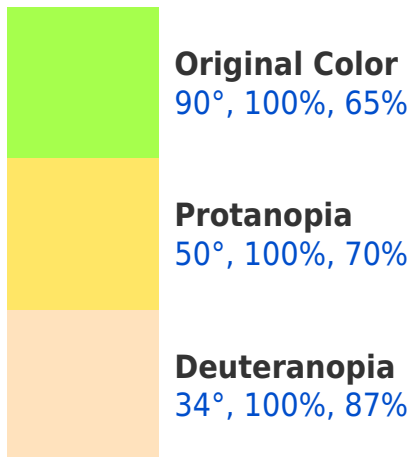 Original Color
90°, 100%, 65%
Protanopia
50°, 100%, 70%
Deuteranopia
34°, 100%, 87%